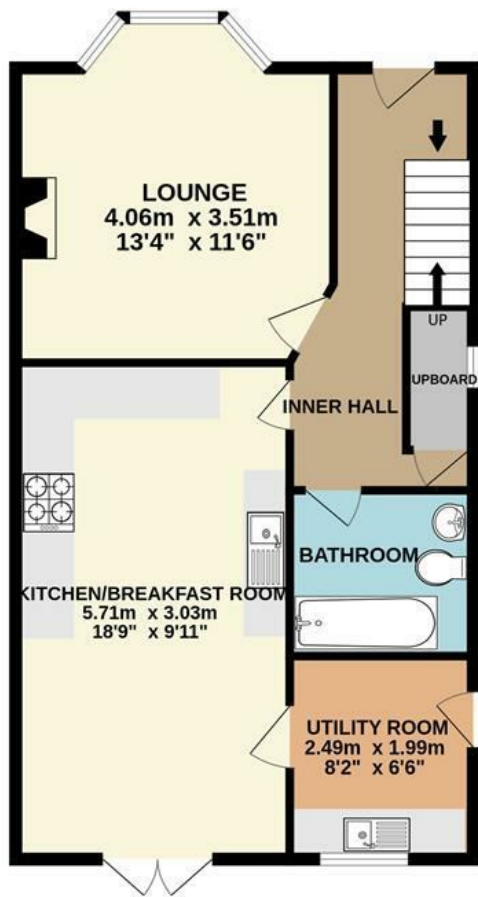 LOUNGE
4.06m x 3.51m
13'4" x 11'6"
UP
UPBOARD
INNER HALL
BATHROOM
KITCHEN/BREAKFAST ROOM
5.71m x 3.03m
18'9" x 9'11"
UTILITY ROOM
2.49m x 1.99m
8'2" x 6'6"